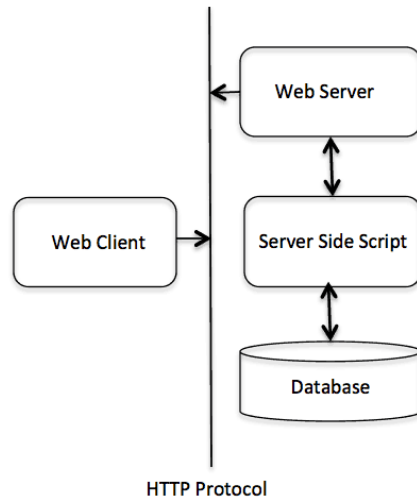 Web Server
Web Client
Server Side Script
Database
HTTP Protocol